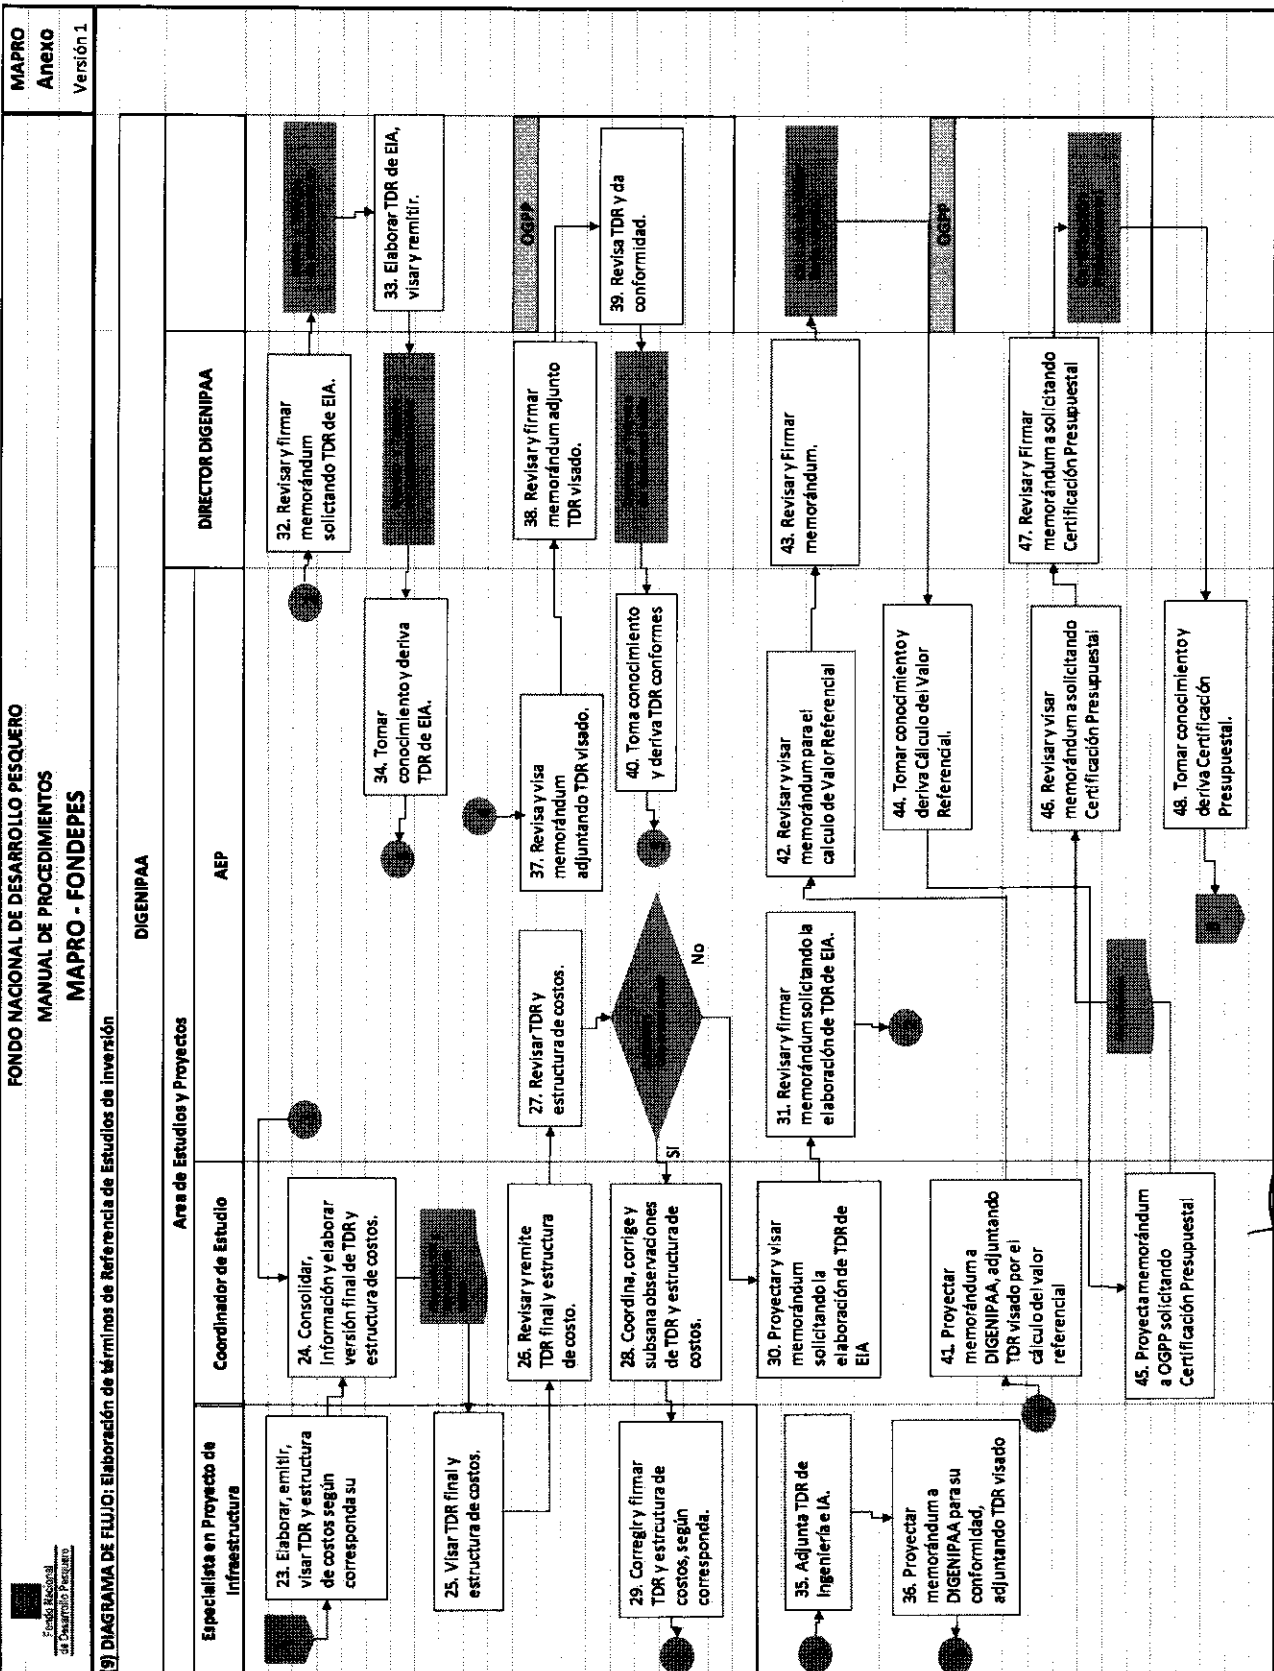 Fondo Nacional
de Desarrollo Pesquero
FONDO NACIONAL DE DESARROLLO PESQUERO
MANUAL DE PROCEDIMIENTOS
MAPRO - FONDEPES
MAPRO
Anexo
Versión 1
9) DIAGRAMA DE FLUJO: Elaboración de términos de Referencia de Estudios de inversión
DIGENIPAA
Area de Estudios y Proyectos
Especialista en Proyecto de
Infraestructura
Coordinador de Estudio
AEP
DIRECTOR DIGENIPAA
23. Elaborar, emitir,
visar TDR y estructura
de costos según
corresponda su
24. Consolidar,
Información y elaborar
versión final de TDR y
estructura de costos.
25. Visar TDR final y
estructura de costos.
26. Revisar y remite
TDR final y estructura
de costo.
27. Revisar TDR y
estructura de costos.
Sí
No
28. Coordina, corrige y
subsana observaciones
de TDR y estructura de
costos.
29. Corregir y firmar
TDR y estrcutura de
costos, según
corresponda.
30. Proyectar y visar
memorándum
solicitando la
elaboración de TDR de
EIA
31. Revisar y firmar
memorándum solicitando la
elaboración de TDR de EIA.
32. Revisar y firmar
memorándum
solictando TDR de EIA.
33. Elaborar TDR de EIA,
visar y remitir.
34. Tomar
conocimiento y deriva
TDR de EIA.
35. Adjunta TDR de
Ingeniería e IA.
36. Proyectar
memorándum a
DIGENIPAA para su
conformidad,
adjuntando TDR visado
37. Revisa y visa
memorándum
adjuntando TDR visado.
38. Revisar y firmar
memorándum adjunto
TDR visado.
OGPP
39. Revisa TDR y da
conformidad.
40. Toma conocimiento
y deriva TDR conformes
41. Proyectar
memorándum a
DIGENIPAA, adjuntando
TDR visado por el
cálculo del valor
referencial
42. Revisar y visar
memorándum para el
calculo de Valor Referencial
43. Revisar y Firmar
memorándum.
44. Tomar conocimiento y
deriva Cálculo del Valor
Referencial.
45. Proyecta memorándum
a OGPP solicitando
Certificación Presupuestal
46. Revisar y visar
memorándum a solicitando
Certificación Presupuestal
47. Revisar y Firmar
memorándum a solicitando
Certificación Presupuestal
OGPP
48. Tomar conocimiento y
deriva Certificación
Presupuestal.